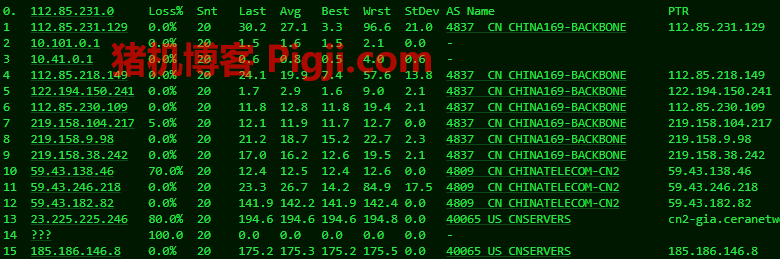 0. 112.85.231.0 Loss% Snt Last Avg Best Wrst StDev AS Name PTR
1 112.85.231.129 0.0% 20 30.2 27.1 3.3 96.6 21.0 4837 CN CHINA169-BACKBONE 112.85.231.129
2 10.101.0.1 0.0% 20 1.5 1.6 1.5 2.1 0.0 -
3 10.41.0.1 0.0% 20 0.6 0.8 0.5 4.0 0.6 -
猪机博客 Pigji.com
4 112.85.218.149 0.0% 20 24.1 19.9 7.4 57.6 13.8 4837 CN CHINA169-BACKBONE 112.85.218.149
5 122.194.150.241 0.0% 20 1.7 2.9 1.6 9.0 2.1 4837 CN CHINA169-BACKBONE 122.194.150.241
6 112.85.230.109 0.0% 20 11.8 12.8 11.8 19.4 2.1 4837 CN CHINA169-BACKBONE 112.85.230.109
7 219.158.104.217 5.0% 20 12.1 11.9 11.7 12.7 0.0 4837 CN CHINA169-BACKBONE 219.158.104.217
8 219.158.9.98 0.0% 20 21.2 18.7 15.2 22.7 2.3 4837 CN CHINA169-BACKBONE 219.158.9.98
9 219.158.38.242 0.0% 20 17.0 16.2 12.6 19.5 2.1 4837 CN CHINA169-BACKBONE 219.158.38.242
10 59.43.138.46 70.0% 20 12.4 12.5 12.4 12.6 0.0 4809 CN CHINATELECOM-CN2 59.43.138.46
11 59.43.246.218 0.0% 20 23.3 26.7 14.2 84.9 17.5 4809 CN CHINATELECOM-CN2 59.43.246.218
12 59.43.182.82 0.0% 20 141.9 142.2 141.9 142.4 0.0 4809 CN CHINATELECOM-CN2 59.43.182.82
13 23.225.225.246 80.0% 20 194.6 194.6 194.6 194.8 0.0 40065 US CNSERVERS cn2-gia.ceranetw
14 ??? 100.0 20 0.0 0.0 0.0 0.0 0.0 -
15 185.186.146.8 0.0% 20 175.2 175.3 175.2 175.5 0.0 40065 US CNSERVERS 185.186.146.8